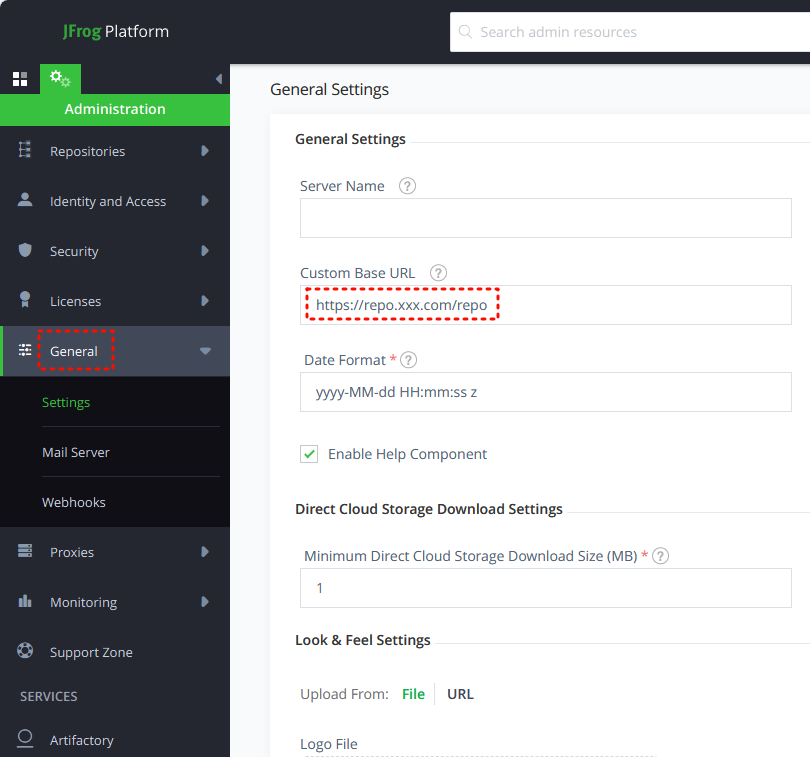 JFrog Platform
Search admin resources
Administration
Repositories
Identity and Access
Security
Licenses
General
Settings
Mail Server
Webhooks
Proxies
Monitoring
Support Zone
SERVICES
Artifactory
General Settings
General Settings
Server Name ?
Custom Base URL ?
https://repo.xxx.com/repo
Date Format * ?
yyyy-MM-dd HH:mm:ss z
Enable Help Component
Direct Cloud Storage Download Settings
Minimum Direct Cloud Storage Download Size (MB) * ?
1
Look & Feel Settings
Upload From: File URL
Logo File